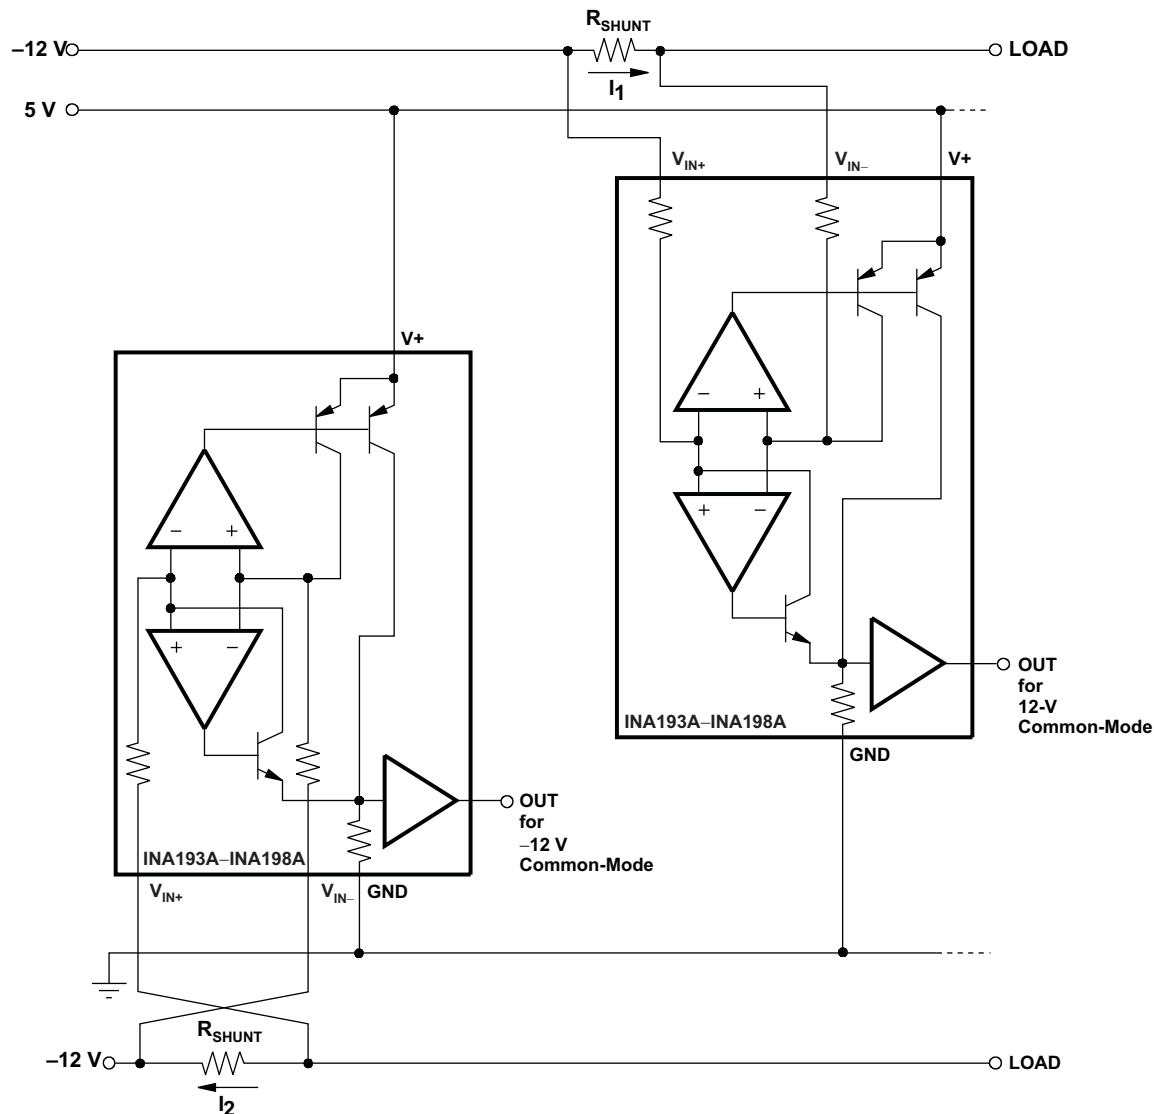 R_SHUNT
–12 V
LOAD
I_1
5 V
V_IN+
V_IN–
V+
V+
–
+
+
–
–
+
+
–
OUT
for
12-V
Common-Mode
INA193A–INA198A
GND
OUT
for
–12 V
Common-Mode
INA193A–INA198A
V_IN+
V_IN–
GND
R_SHUNT
–12 V
LOAD
I_2